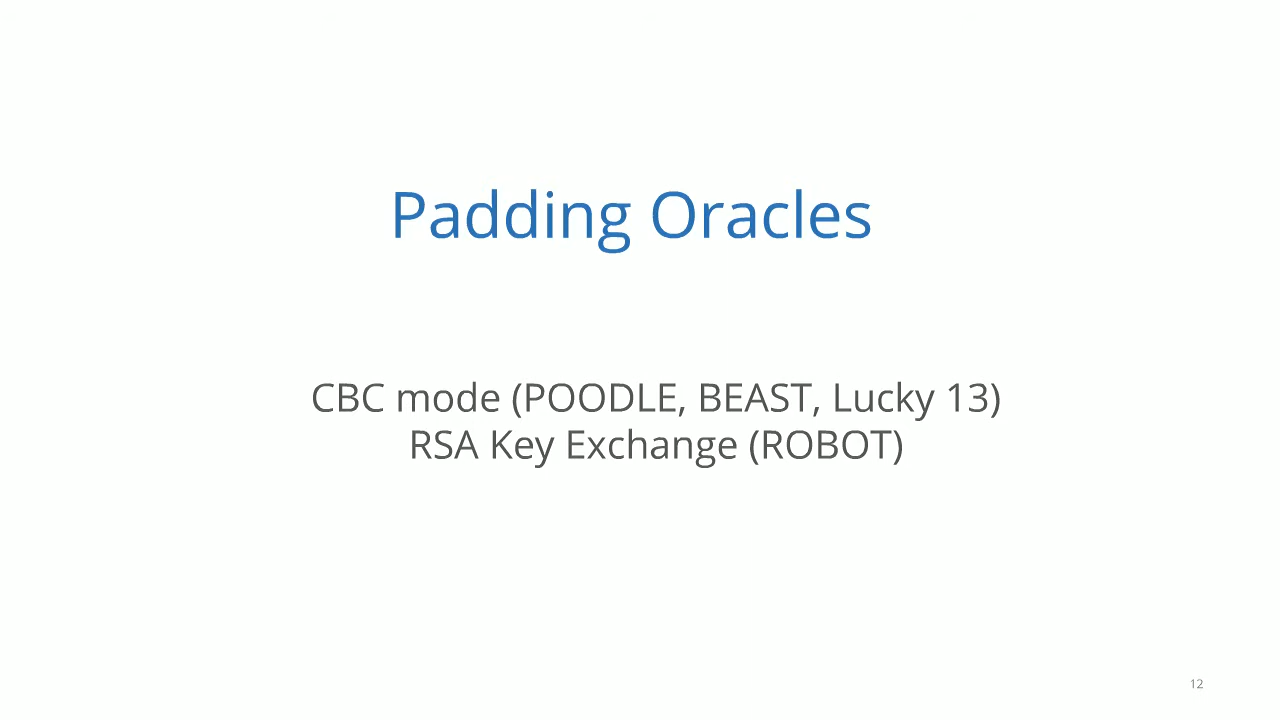 Padding Oracles
CBC mode (POODLE, BEAST, Lucky 13)
RSA Key Exchange (ROBOT)
12